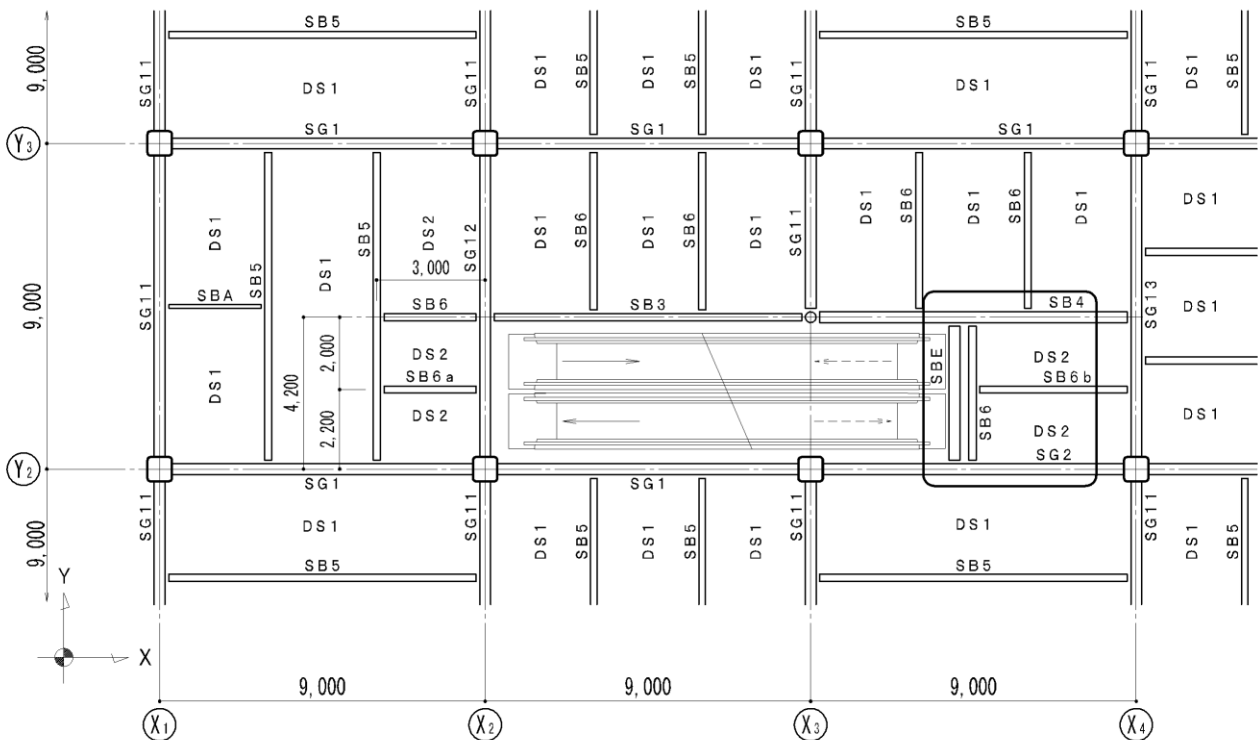 SB5
SB5
9,000
SG11
DS1
SG11
DS1
SB5
DS1
SB5
DS1
SG11
DS1
SG11
DS1
SB5
SG1
SG1
SG1
Y3
DS1
SB5
DS1
SB5
DS2
SG12
DS1
SB6
DS1
SB6
DS1
SG11
DS1
SB6
DS1
SB6
DS1
DS1
3,000
SBA
SB6
SB3
SB4
9,000
SG11
SG13
DS1
DS1
4,200
2,000
2,200
DS2
SB6a
DS2
SBE
SB6
DS2
SB6b
DS2
SG2
DS1
Y2
SG1
SG1
SG11
DS1
SG11
DS1
SB5
DS1
SB5
DS1
SG11
DS1
SG11
DS1
SB5
9,000
SB5
SB5
Y
X
9,000
9,000
9,000
X1
X2
X3
X4